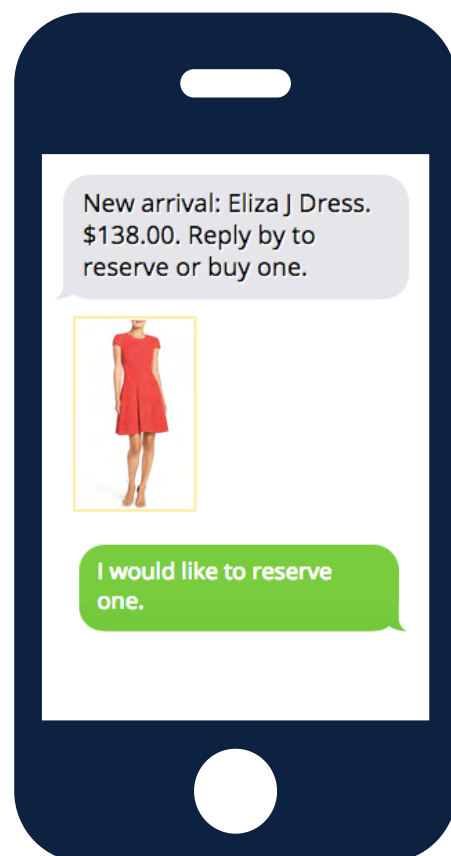 New arrival: Eliza J Dress.
$138.00. Reply by to
reserve or buy one.
I would like to reserve
one.